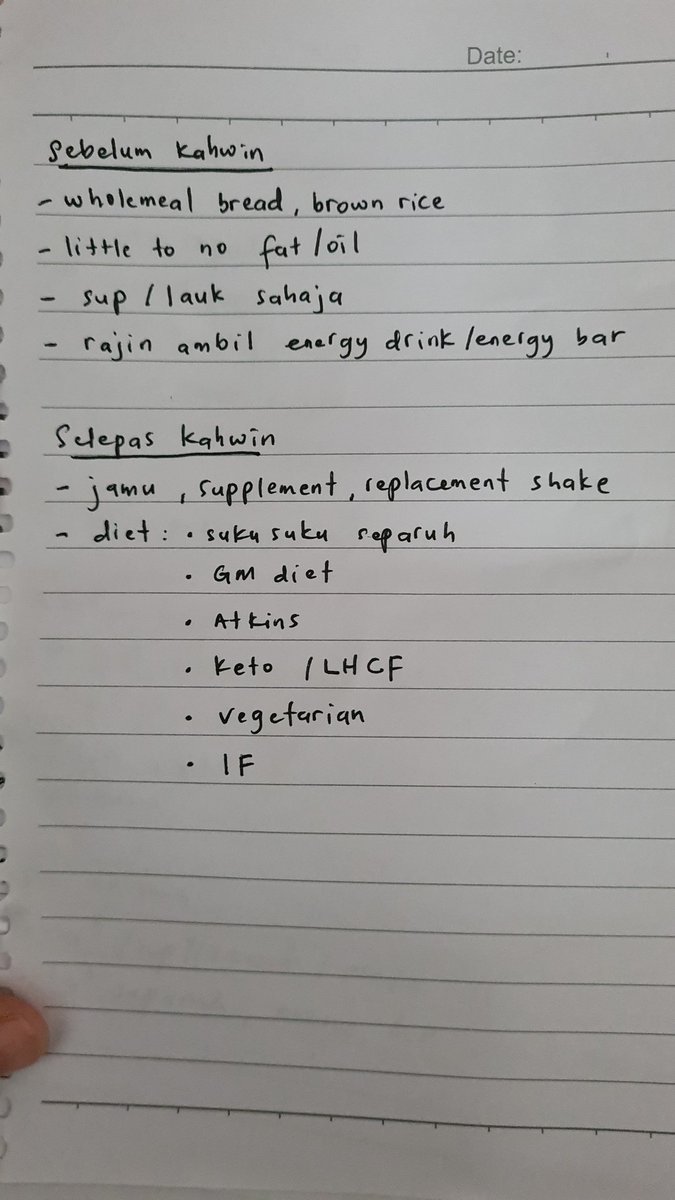 Date:
Sebelum kahwin
- wholemeal bread, brown rice
- little to no fat/oil
- sup / lauk sahaja
- rajin ambil energy drink/energy bar
Selepas kahwin
- jamu, supplement, replacement shake
- diet: • suku suku separuh
• GM diet
• Atkins
• Keto / LHCF
• vegetarian
• IF